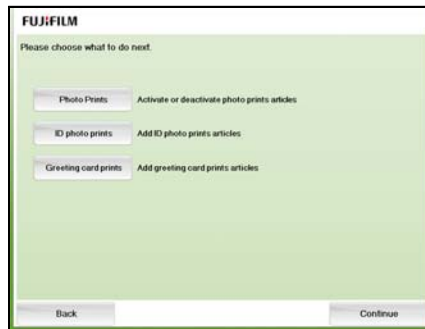 FUJIFILM
Please choose what to do next.
Photo Prints Activate or deactivate photo prints articles
ID photo prints Add ID photo prints articles
Greeting card prints Add greeting card prints articles
Back Continue